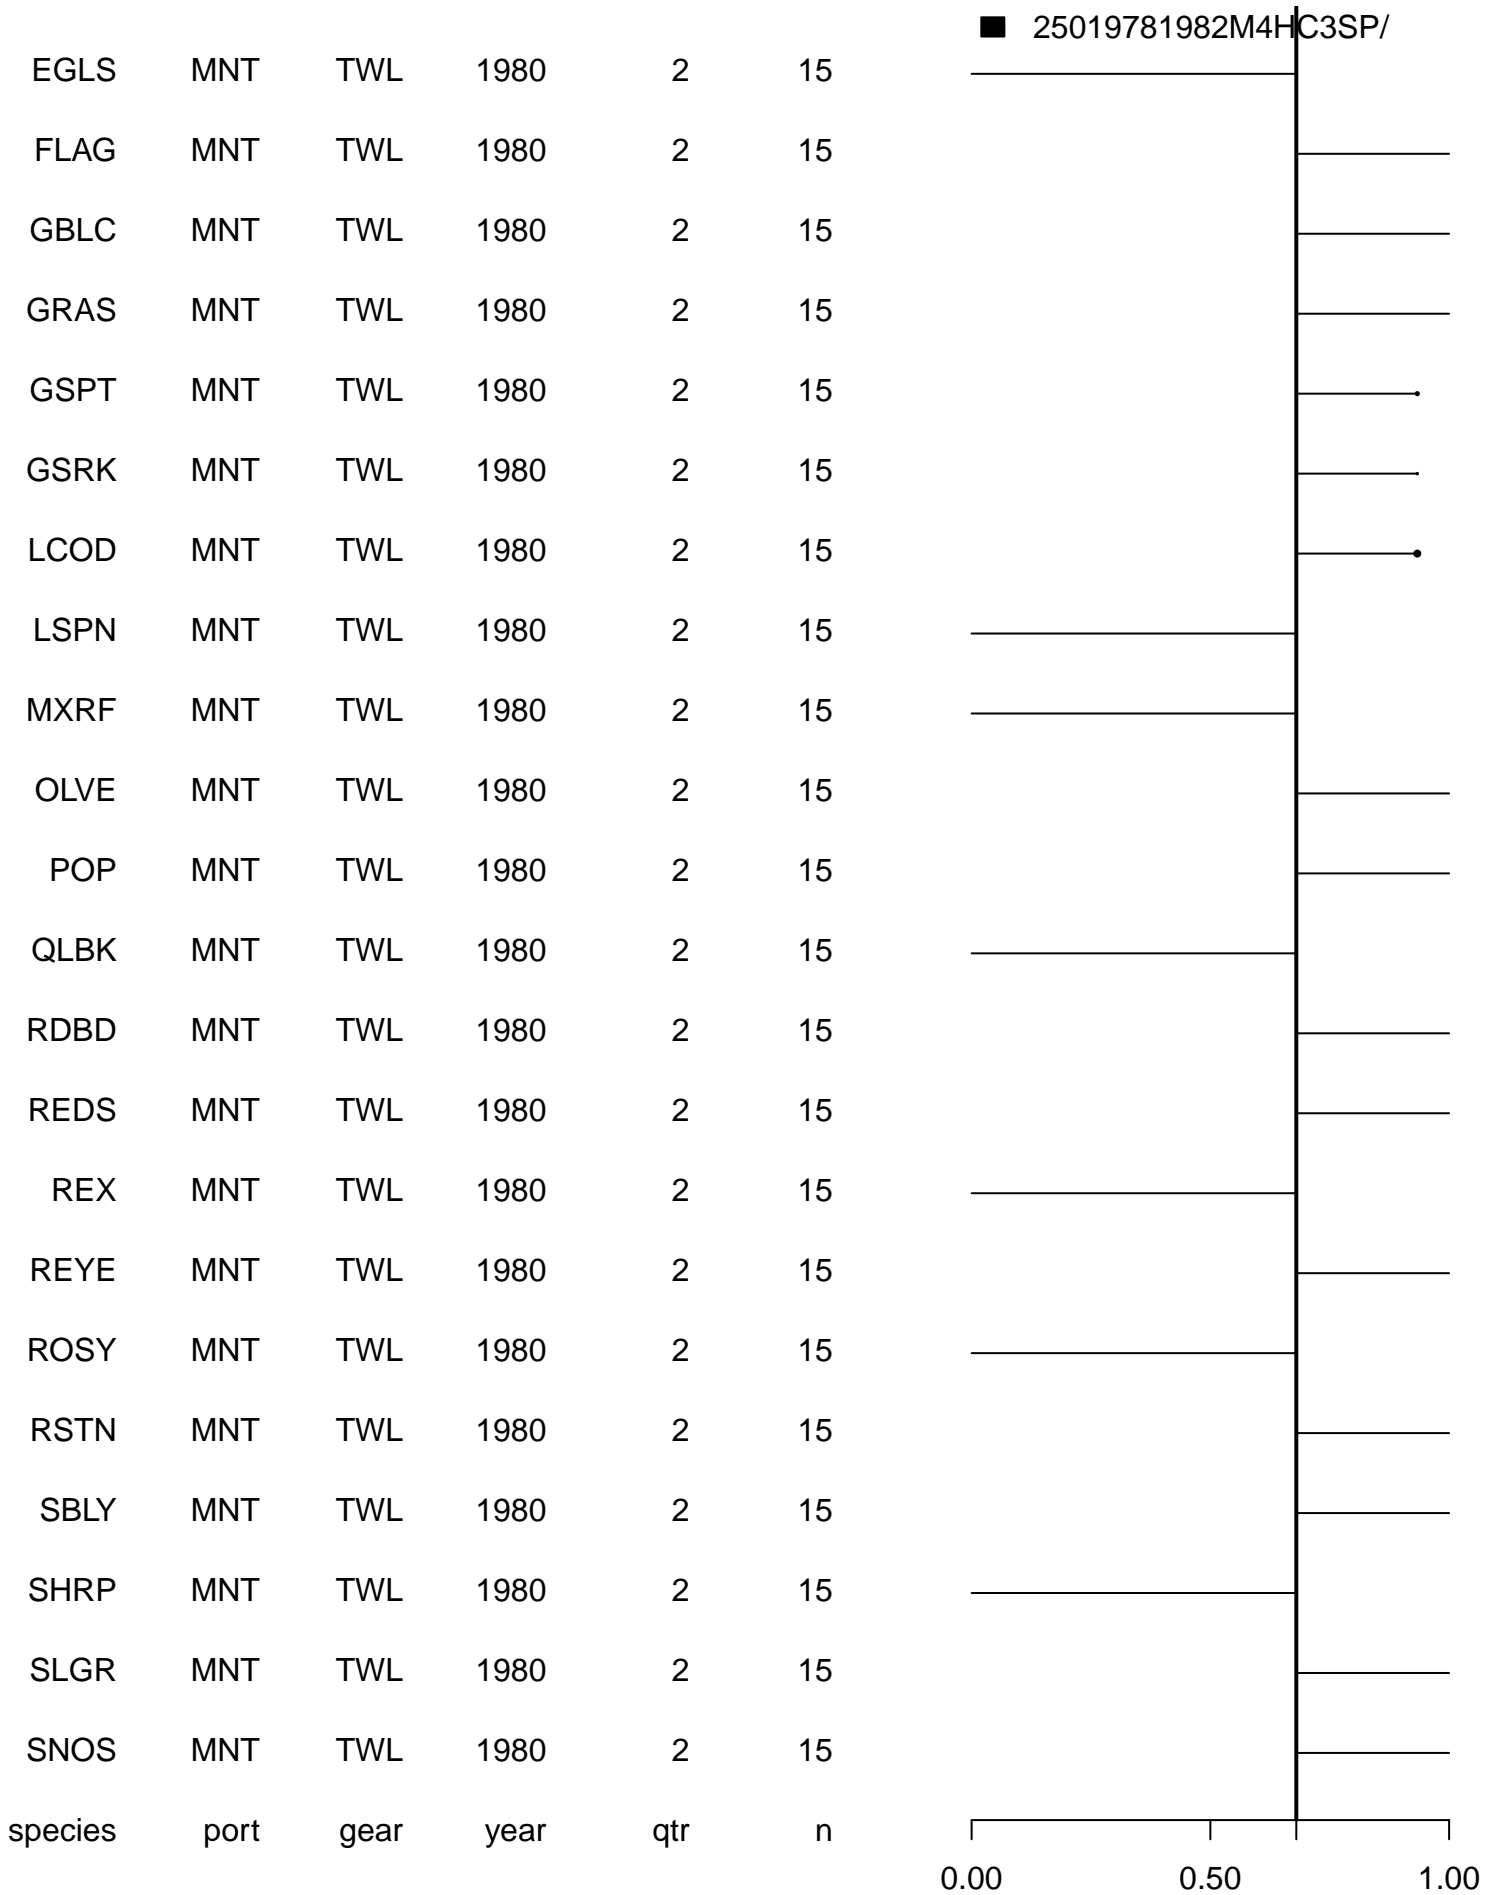 25019781982M4HC3SP/
EGLS MNT TWL 1980 2 15
FLAG MNT TWL 1980 2 15
GBLC MNT TWL 1980 2 15
GRAS MNT TWL 1980 2 15
GSPT MNT TWL 1980 2 15
GSRK MNT TWL 1980 2 15
LCOD MNT TWL 1980 2 15
LSPN MNT TWL 1980 2 15
MXRF MNT TWL 1980 2 15
OLVE MNT TWL 1980 2 15
POP MNT TWL 1980 2 15
QLBK MNT TWL 1980 2 15
RDBD MNT TWL 1980 2 15
REDS MNT TWL 1980 2 15
REX MNT TWL 1980 2 15
REYE MNT TWL 1980 2 15
ROSY MNT TWL 1980 2 15
RSTN MNT TWL 1980 2 15
SBLY MNT TWL 1980 2 15
SHRP MNT TWL 1980 2 15
SLGR MNT TWL 1980 2 15
SNOS MNT TWL 1980 2 15
species port gear year qtr n
0.00 0.50 1.00